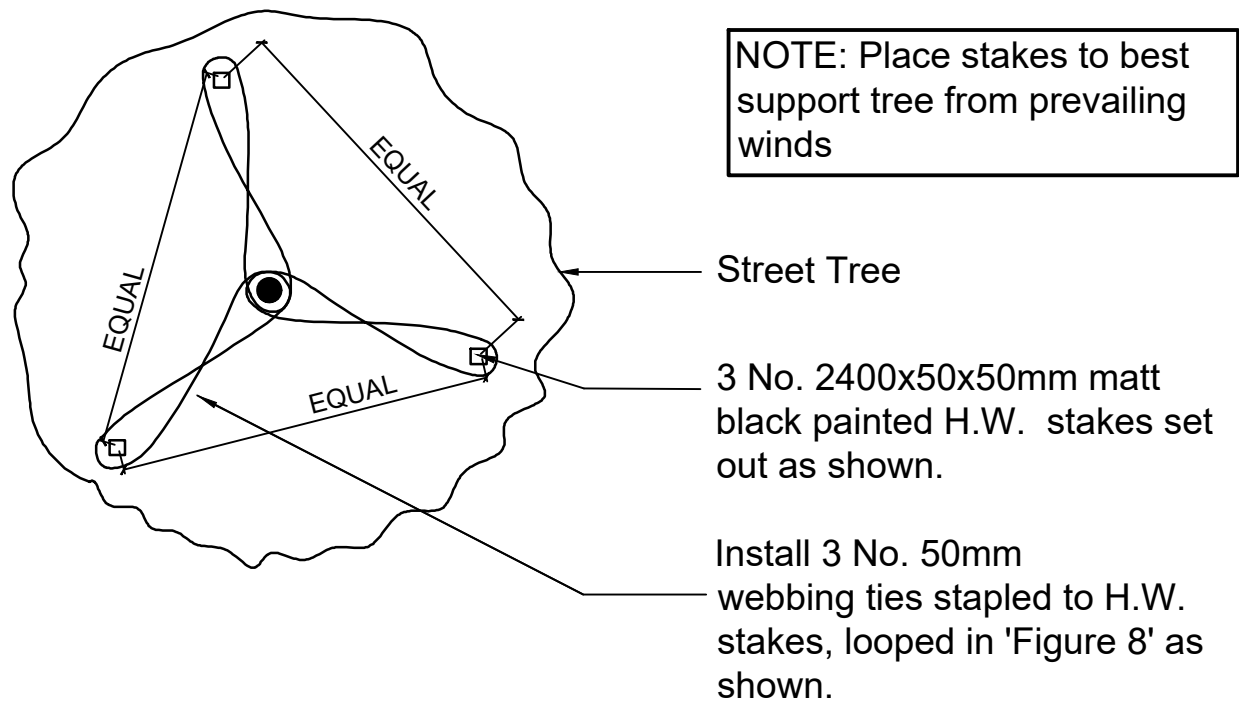 NOTE: Place stakes to best
support tree from prevailing
winds
EQUAL
EQUAL
EQUAL
Street Tree
3 No. 2400x50x50mm matt
black painted H.W. stakes set
out as shown.
Install 3 No. 50mm
webbing ties stapled to H.W.
stakes, looped in 'Figure 8' as
shown.